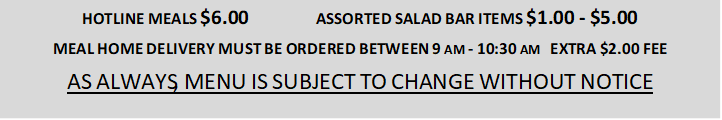 HOTLINE MEALS $6.00 ASSORTED SALAD BAR ITEMS $1.00 - $5.00
MEAL HOME DELIVERY MUST BE ORDERED BETWEEN 9 AM - 10:30 AM EXTRA $2.00 FEE
AS ALWAYS, MENU IS SUBJECT TO CHANGE WITHOUT NOTICE